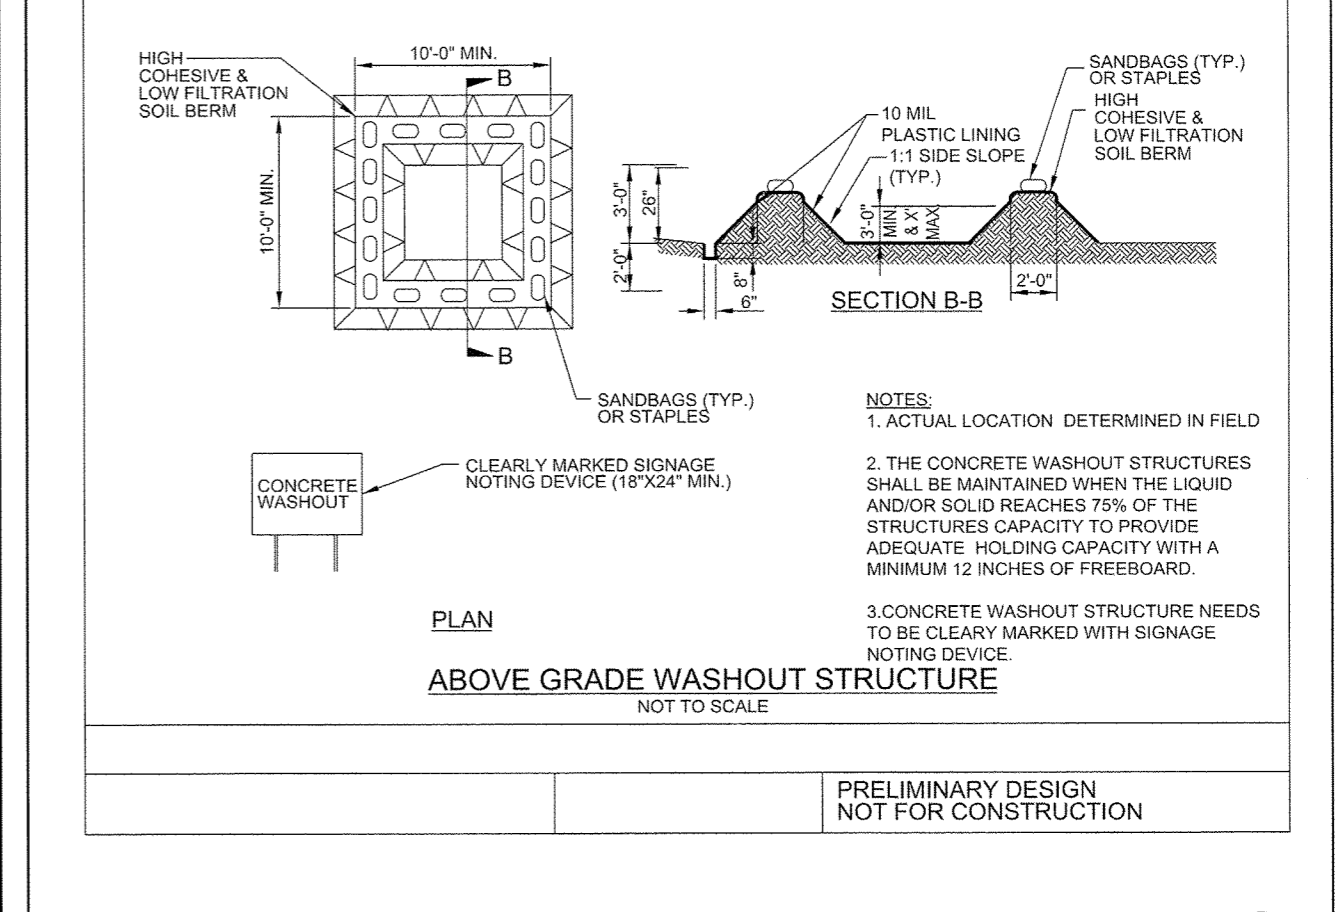 HIGH
COHESIVE &
LOW FILTRATION
SOIL BERM
10'-0" MIN.
B
10'-0" MIN.
B
SANDBAGS (TYP.)
OR STAPLES
10 MIL
PLASTIC LINING
1:1 SIDE SLOPE
(TYP.)
SANDBAGS (TYP.)
OR STAPLES
HIGH
COHESIVE &
LOW FILTRATION
SOIL BERM
3'-0"
26"
2'-0"
8"
6"
3'-0"
MIN
& X'
MAX
2'-0"
SECTION B-B
CONCRETE
WASHOUT
CLEARLY MARKED SIGNAGE
NOTING DEVICE (18"X24" MIN.)
NOTES:
1. ACTUAL LOCATION DETERMINED IN FIELD
2. THE CONCRETE WASHOUT STRUCTURES
SHALL BE MAINTAINED WHEN THE LIQUID
AND/OR SOLID REACHES 75% OF THE
STRUCTURES CAPACITY TO PROVIDE
ADEQUATE HOLDING CAPACITY WITH A
MINIMUM 12 INCHES OF FREEBOARD.
3.CONCRETE WASHOUT STRUCTURE NEEDS
TO BE CLEARY MARKED WITH SIGNAGE
NOTING DEVICE.
PLAN
ABOVE GRADE WASHOUT STRUCTURE
NOT TO SCALE
PRELIMINARY DESIGN
NOT FOR CONSTRUCTION